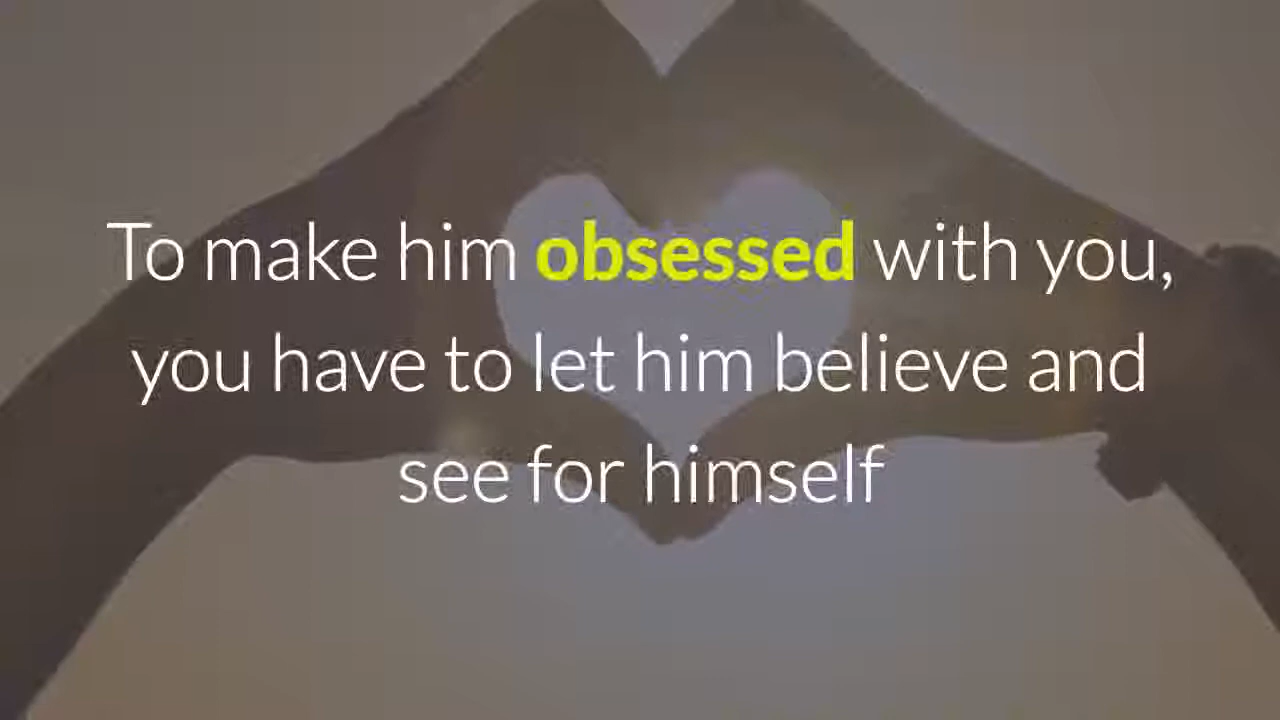 To make him obsessed with you,
you have to let him believe and
see for himself